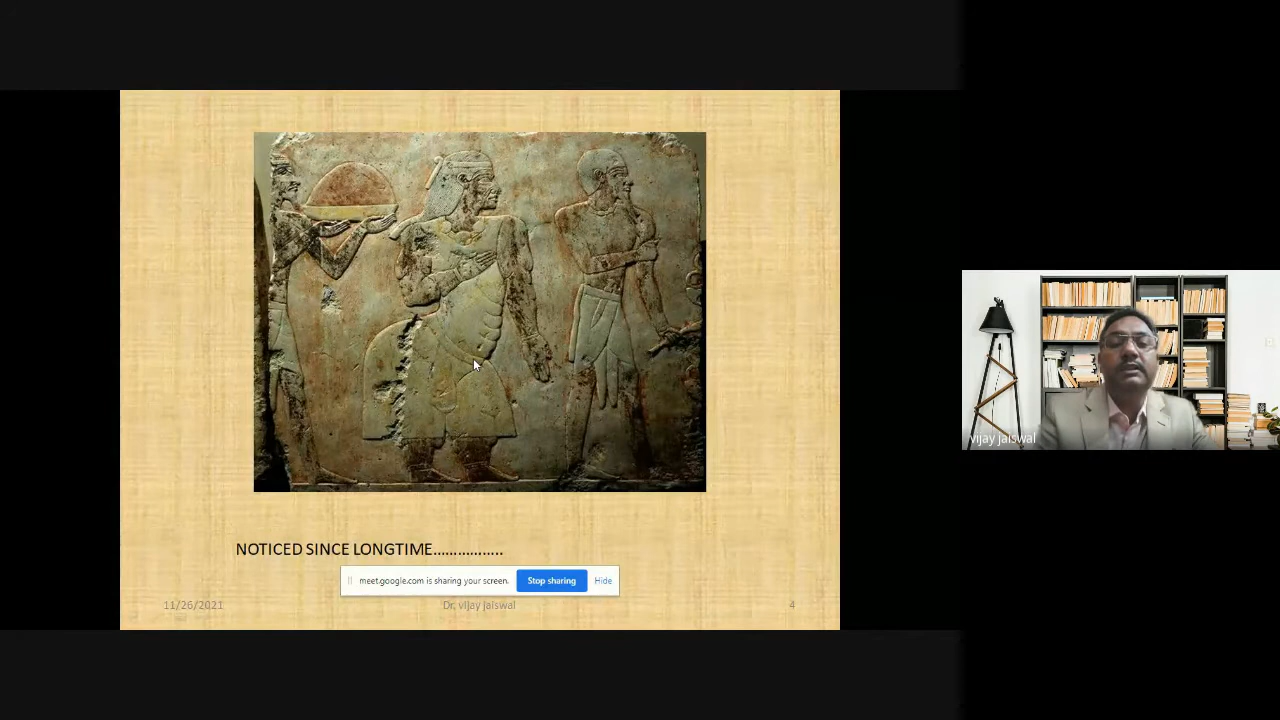 NOTICED SINCE LONGTIME................
meet.google.com is sharing your screen. Stop sharing Hide
11/26/2021 Dr. vijay jaiswal 4
vijay jaiswal